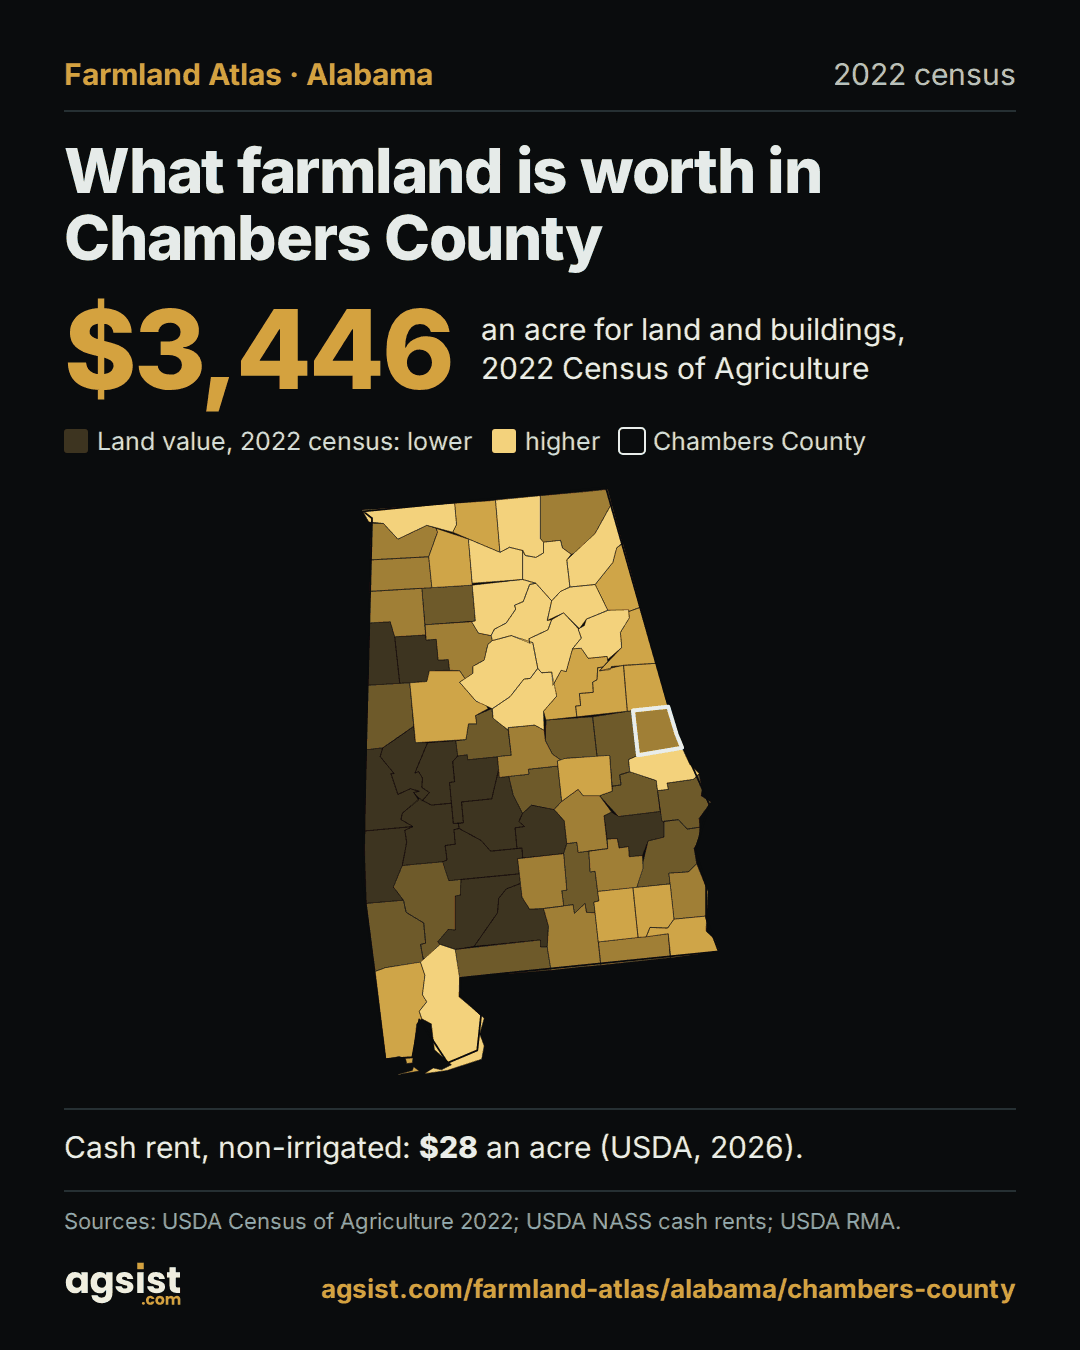 Farmland Atlas · Alabama
2022 census
What farmland is worth in
Chambers County
$3,446
an acre for land and buildings,
2022 Census of Agriculture
Land value, 2022 census: lower higher Chambers County
Cash rent, non-irrigated: $28 an acre (USDA, 2026).
Sources: USDA Census of Agriculture 2022; USDA NASS cash rents; USDA RMA.
agsist
.com
agsist.com/farmland-atlas/alabama/chambers-county